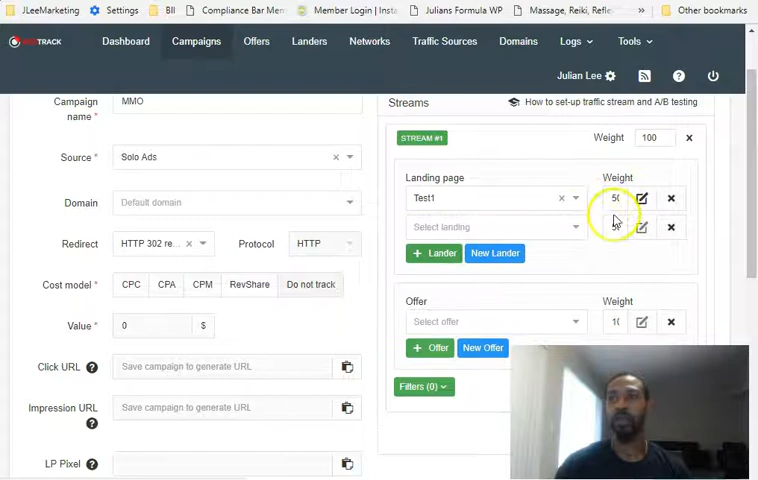 JLeeMarketing
Settings
BII
Compliance Bar Mem
Member Login | Insta
Julians Formula WP
Massage, Reiki, Refle
Other bookmarks
TRACK
Dashboard
Campaigns
Offers
Landers
Networks
Traffic Sources
Domains
Logs
Tools
Julian Lee
Campaign name *
MMO
Streams
How to set-up traffic stream and A/B testing
STREAM #1
Weight
100
Source *
Solo Ads
Landing page
Weight
Test1
50
Domain
Default domain
Select landing
Redirect
HTTP 302 re...
Protocol
HTTP
+ Lander
New Lander
Cost model *
CPC
CPA
CPM
RevShare
Do not track
Offer
Weight
Value *
0
$
Select offer
10
+ Offer
New Offer
Click URL
Save campaign to generate URL
Filters (0)
Impression URL
Save campaign to generate URL
LP Pixel